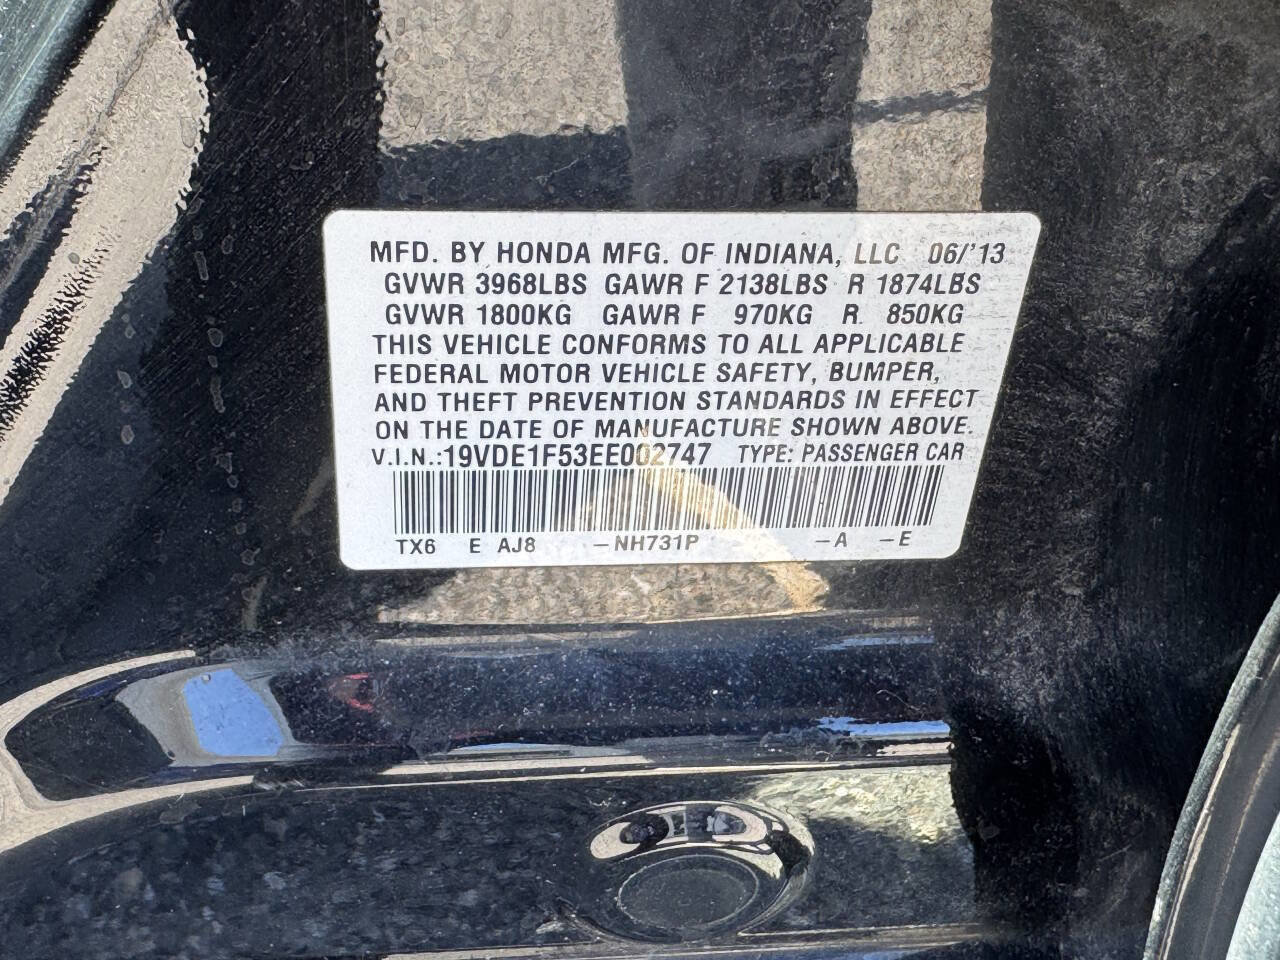 MFD. BY HONDA MFG. OF INDIANA, LLC 06/'13
GVWR 3968LBS GAWR F 2138LBS R 1874LBS
GVWR 1800KG GAWR F 970KG R 850KG
THIS VEHICLE CONFORMS TO ALL APPLICABLE
FEDERAL MOTOR VEHICLE SAFETY, BUMPER,
AND THEFT PREVENTION STANDARDS IN EFFECT
ON THE DATE OF MANUFACTURE SHOWN ABOVE.
V.I.N.:19VDE1F53EE002747 TYPE: PASSENGER CAR
TX6 E AJ8 –NH731P –A –E